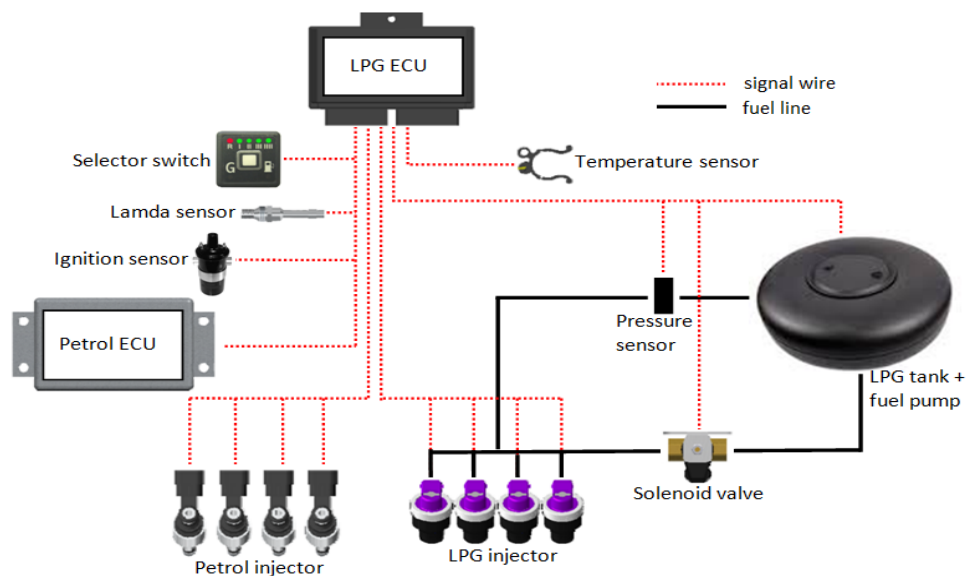 LPG ECU
signal wire
fuel line
Selector switch
Temperature sensor
Lamda sensor
Ignition sensor
G
Petrol ECU
Pressure
sensor
LPG tank +
fuel pump
Solenoid valve
LPG injector
Petrol injector